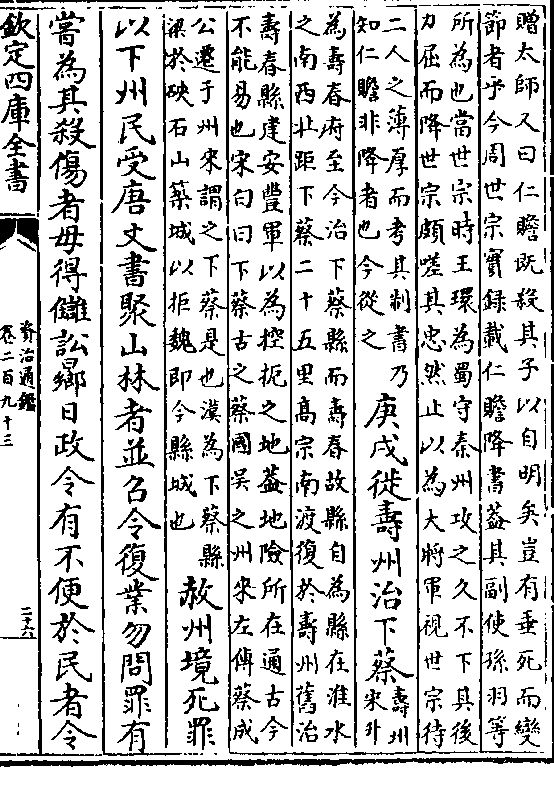 贈太師又曰仁贍既殺其子以自明矣豈有垂死而變
節者乎今周世宗實録載仁贍降書葢其副使孫羽等
所為也當世宗時王環為蜀守秦州攻之久不下其後
力屈而降世宗頗嗟其忠然止以為大將軍視世宗待
二人之薄厚而考其制書乃
知仁贍非降者也今從之
庚戌徙壽州治下蔡
壽州
宋升
為壽春府至今治下蔡縣而壽春故縣自為縣在淮水
之南西北距下蔡二十五里髙宗南渡復於壽州舊治
壽春縣建安豐軍以為控扼之地葢地險所在通古今
不能易也宋白曰下蔡古之蔡國吳之州來左傳蔡成
公遷于州來謂之下蔡是也漢為下蔡縣
梁於硤石山築城以拒魏即今縣城也
赦州境死罪
以下州民受唐文書聚山林者並召令復業勿問罪有
嘗為其殺傷者毋得讎訟曏日政令有不便於民者令
欽定四庫全書
資治通鑑
卷二百九十三
二十六